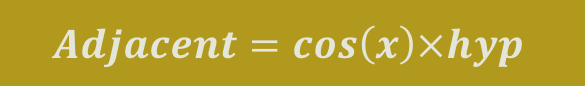 Adjacent = cos(x)×hyp